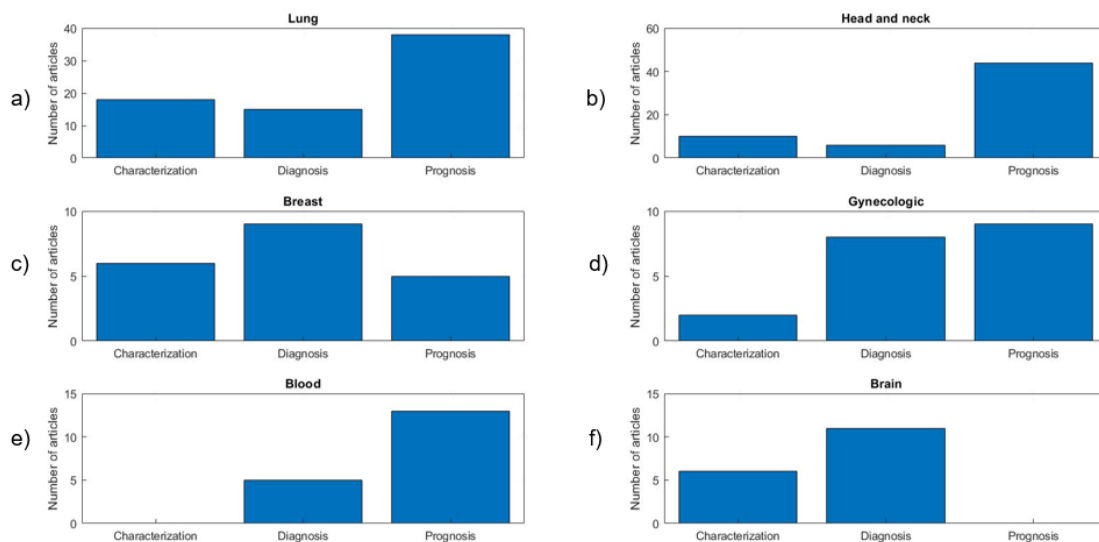 Lung
a)
Number of articles
40
30
20
10
0
Characterization Diagnosis Prognosis
Head and neck
b)
Number of articles
60
40
20
0
Characterization Diagnosis Prognosis
Breast
c)
Number of articles
10
5
0
Characterization Diagnosis Prognosis
Gynecologic
d)
Number of articles
10
5
0
Characterization Diagnosis Prognosis
Blood
e)
Number of articles
15
10
5
0
Characterization Diagnosis Prognosis
Brain
f)
Number of articles
15
10
5
0
Characterization Diagnosis Prognosis